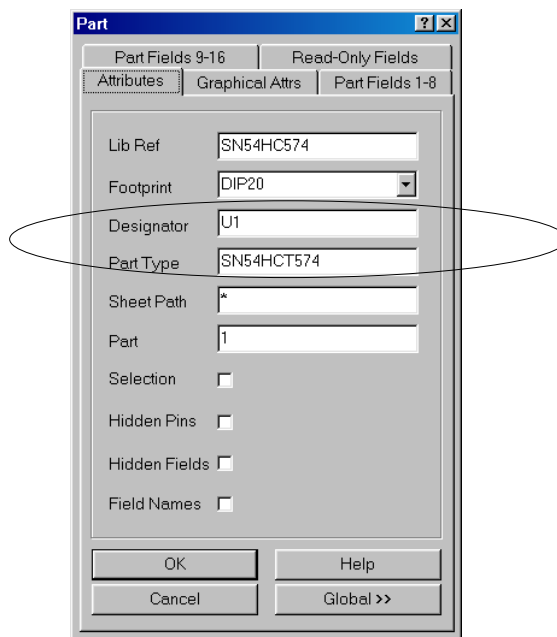 Part
Part Fields 9-16 Read-Only Fields
Attributes Graphical Attrs Part Fields 1-8
Lib Ref SN54HC574
Footprint DIP20
Designator U1
Part Type SN54HCT574
Sheet Path *
Part 1
Selection
Hidden Pins
Hidden Fields
Field Names
OK Help
Cancel Global >>